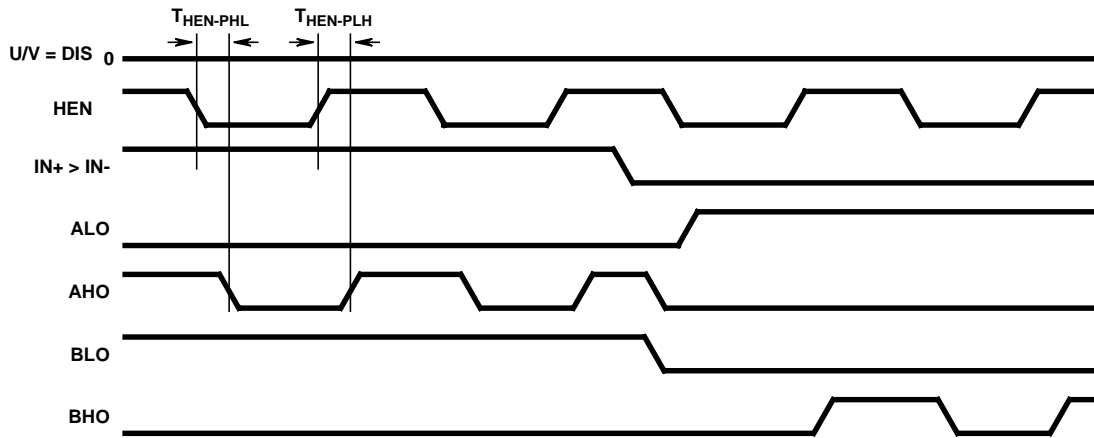 THEN-PHL THEN-PLH
U/V = DIS 0
HEN
IN+ > IN-
ALO
AHO
BLO
BHO